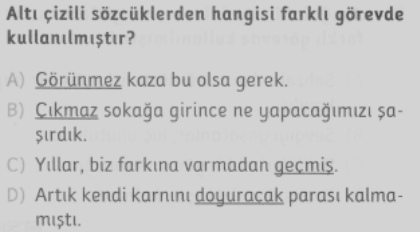 Altı çizili sözcüklerden hangisi farklı görevde
kullanılmıştır?
A) Görünmez kaza bu olsa gerek.
B) Çıkmaz sokağa girince ne yapacağımızı şa-
şırdık.
C) Yıllar, biz farkına varmadan geçmiş.
D) Artık kendi karnını doyuracak parası kalma-
mıştı.